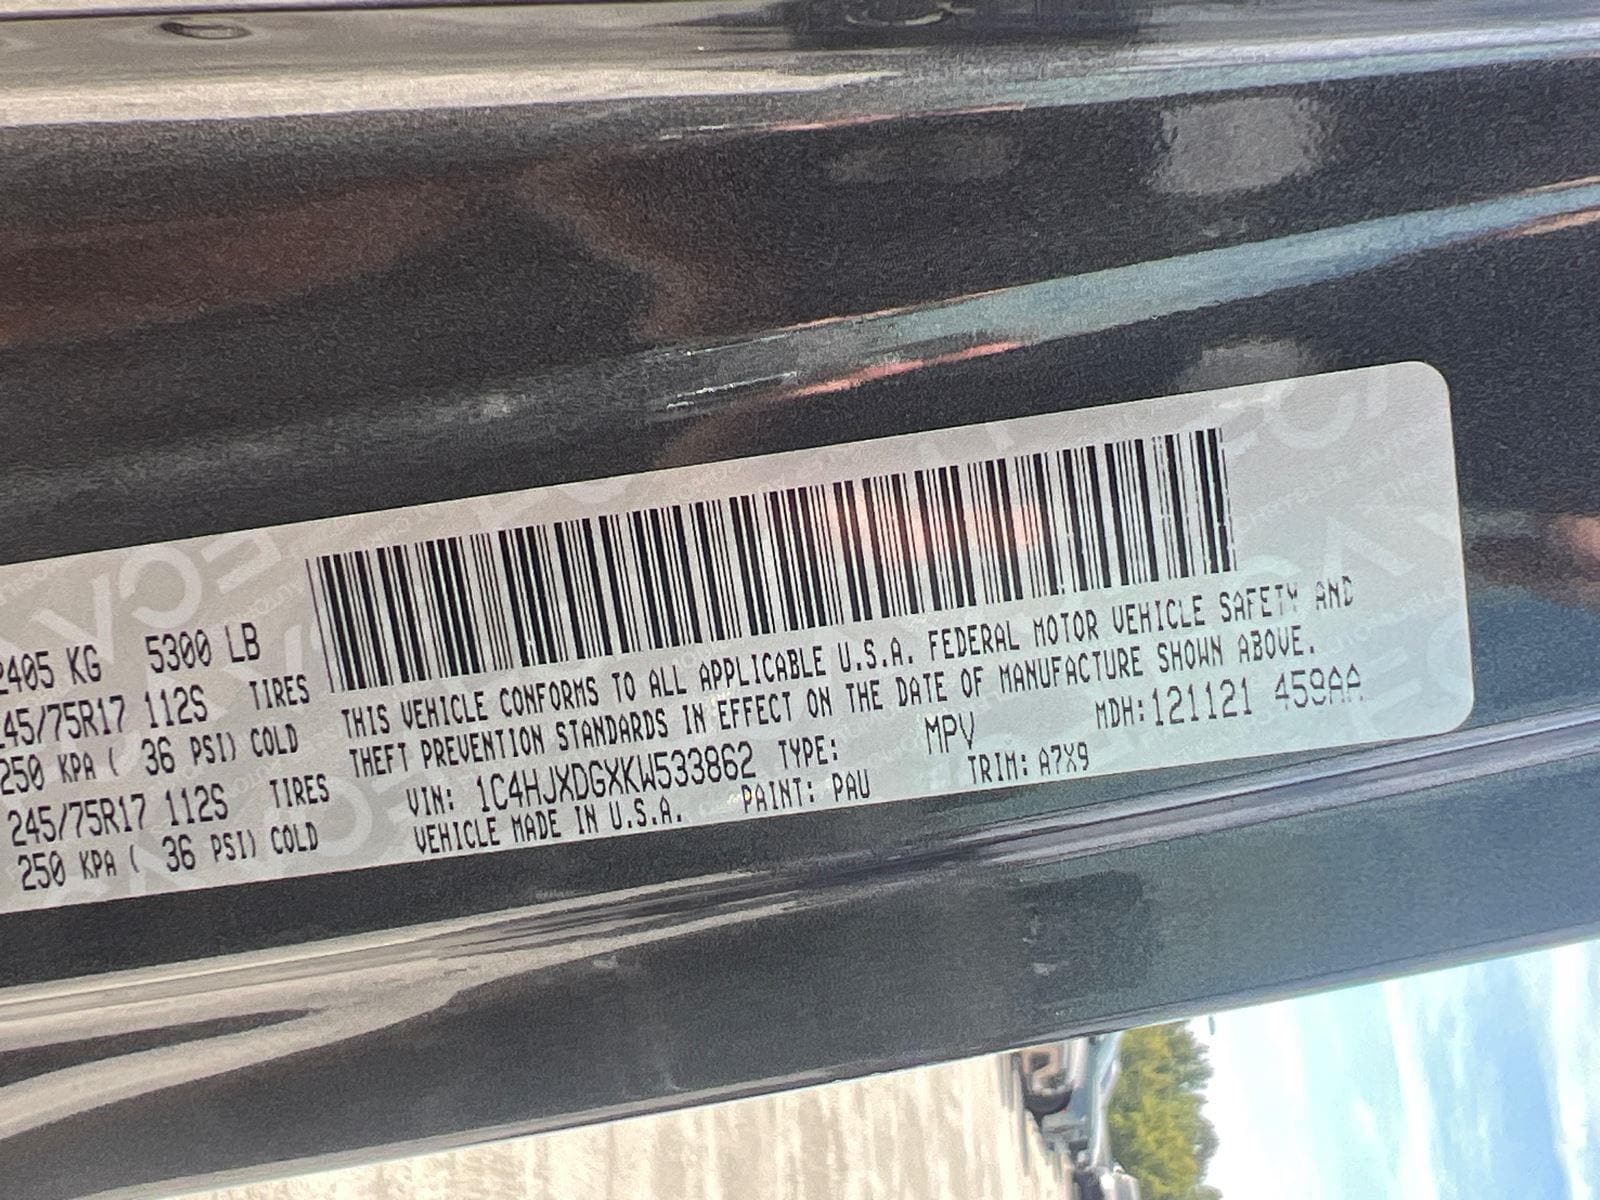 2405 KG 5300 LB
245/75R17 112S TIRES
250 KPA ( 36 PSI) COLD
245/75R17 112S TIRES
250 KPA ( 36 PSI) COLD
THIS VEHICLE CONFORMS TO ALL APPLICABLE U.S.A. FEDERAL MOTOR VEHICLE SAFETY AND
THEFT PREVENTION STANDARDS IN EFFECT ON THE DATE OF MANUFACTURE SHOWN ABOVE.
VIN: 1C4HJXDGXKW533862 TYPE: MPV MDH:121121 459AA
VEHICLE MADE IN U.S.A. PAINT: PAU TRIM: A7X9